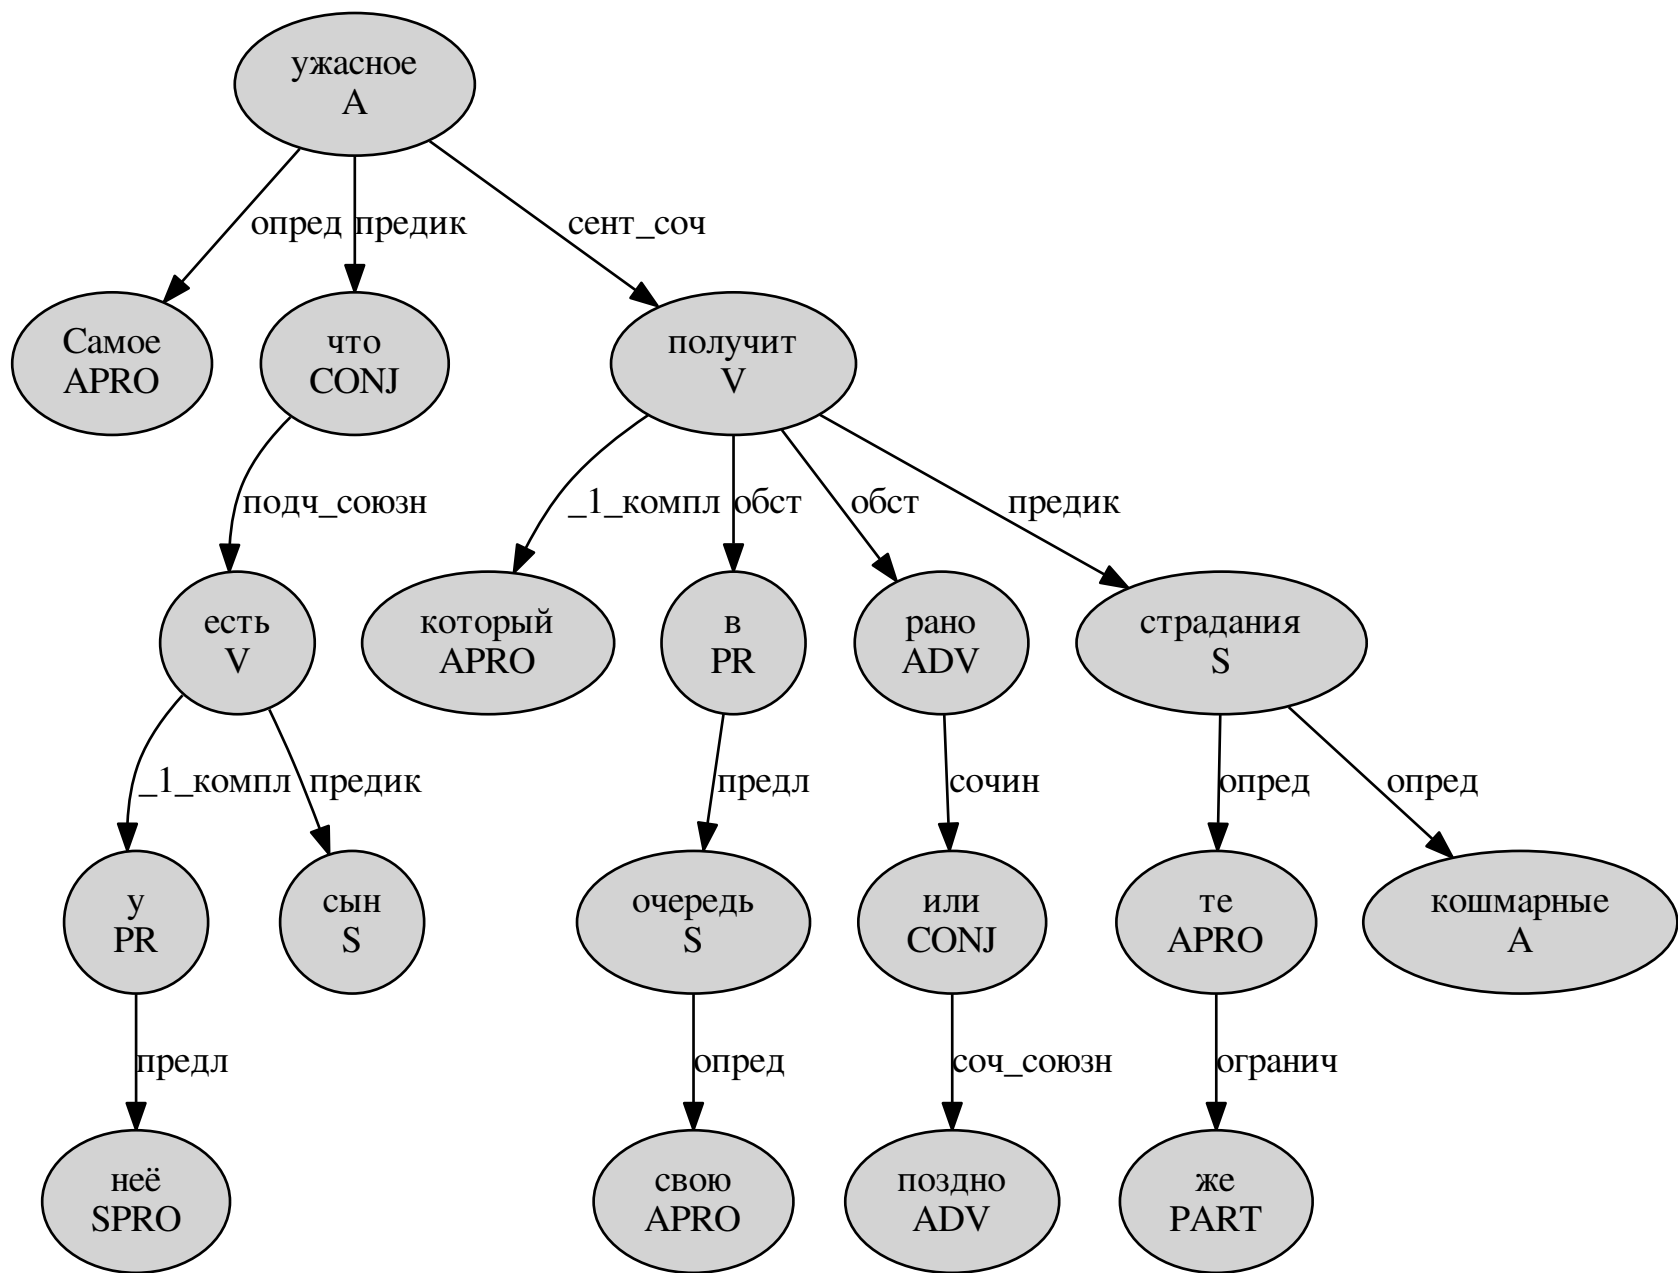 ужасное
A
опред
предик
сент_соч
Самое
APRO
что
CONJ
получит
V
подч_союзн
_1_компл
обст
обст
предик
есть
V
который
APRO
в
PR
рано
ADV
страдания
S
_1_компл
предик
предл
сочин
опред
опред
у
PR
сын
S
очередь
S
или
CONJ
те
APRO
кошмарные
A
предл
опред
соч_союзн
огранич
неё
SPRO
свою
APRO
поздно
ADV
же
PART